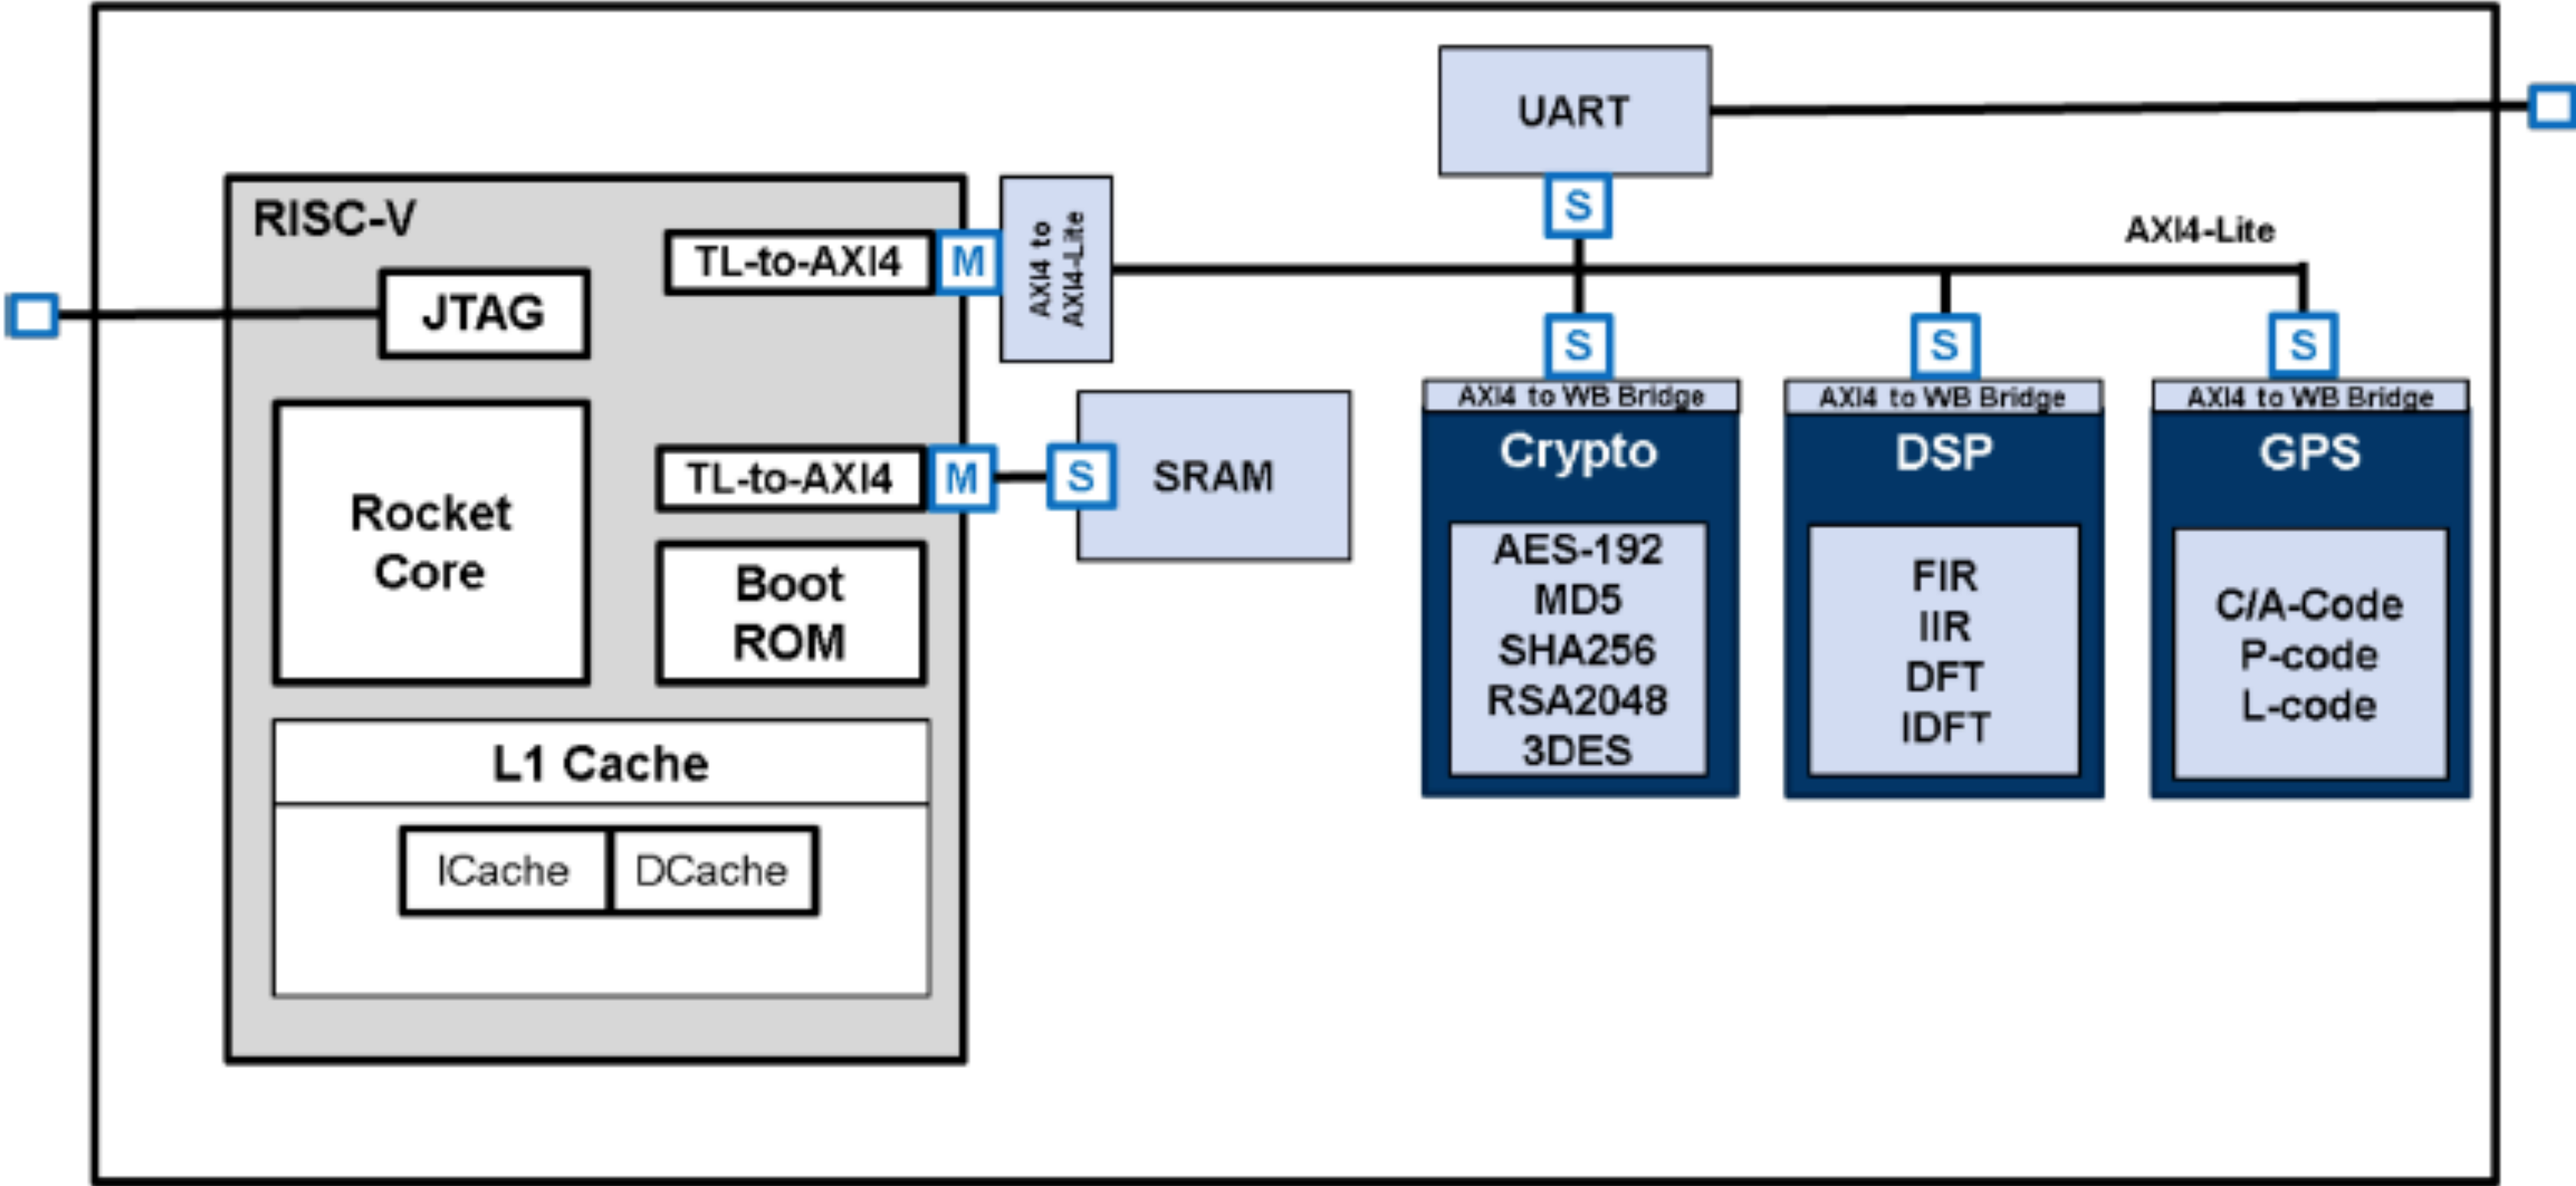 UART
S
AXI4-Lite
RISC-V
TL-to-AXI4
M
AXI4 to
AXI4-Lite
JTAG
S
S
S
AXI4 to WB Bridge
AXI4 to WB Bridge
AXI4 to WB Bridge
Rocket
Core
TL-to-AXI4
M
S
SRAM
Boot
ROM
Crypto
AES-192
MD5
SHA256
RSA2048
3DES
DSP
FIR
IIR
DFT
IDFT
GPS
C/A-Code
P-code
L-code
L1 Cache
ICache
DCache